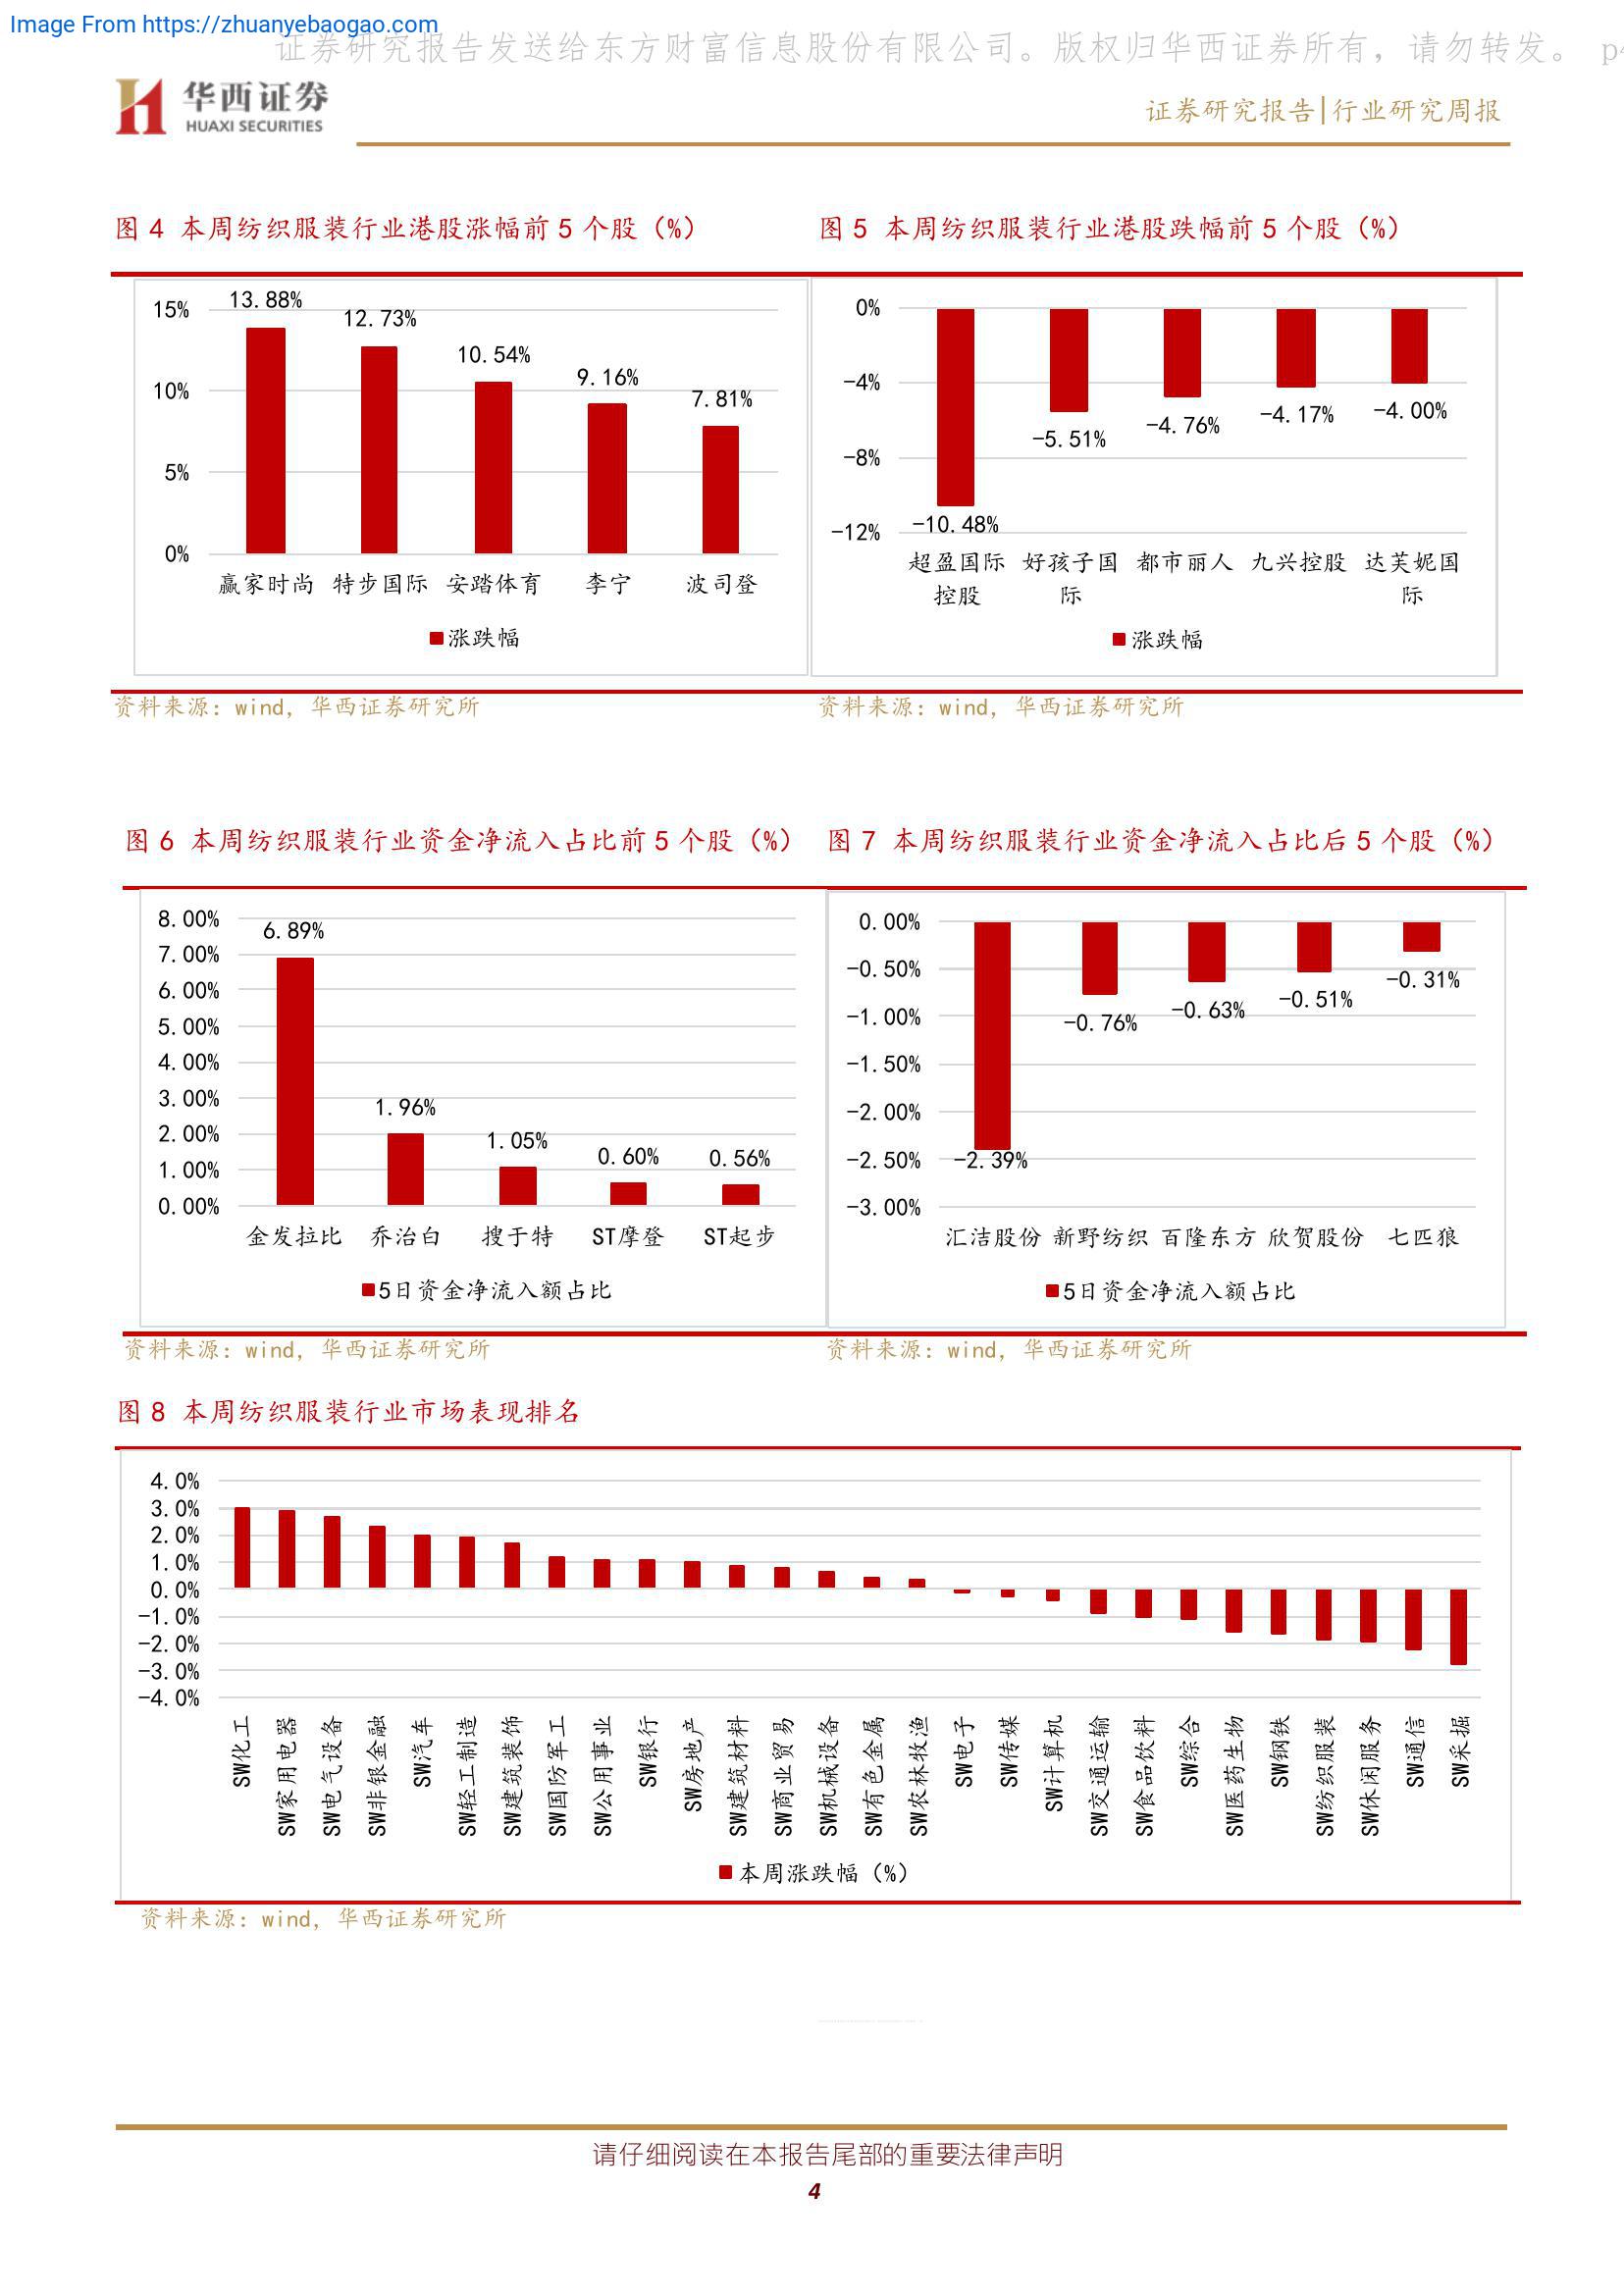 Image From https://zhuanyebaogao.com
证券研究报告发送给东方财富信息股份有限公司。版权归华西证券所有，请勿转发。 p4
华西证券
HUAXI SECURITIES
证券研究报告|行业研究周报
图 4 本周纺织服装行业港股涨幅前 5 个股（%）
15%
10%
5%
0%
13.88%
12.73%
10.54%
9.16%
7.81%
赢家时尚 特步国际 安踏体育 李宁 波司登
涨跌幅
资料来源：wind，华西证券研究所
图 5 本周纺织服装行业港股跌幅前 5 个股（%）
0%
-4%
-8%
-12%
-10.48%
-5.51%
-4.76%
-4.17%
-4.00%
超盈国际 好孩子国 都市丽人 九兴控股 达芙妮国
控股 际 际
涨跌幅
资料来源：wind，华西证券研究所
图 6 本周纺织服装行业资金净流入占比前 5 个股（%）
8.00%
7.00%
6.00%
5.00%
4.00%
3.00%
2.00%
1.00%
0.00%
6.89%
1.96%
1.05%
0.60%
0.56%
金发拉比 乔治白 搜于特 ST摩登 ST起步
5日资金净流入额占比
资料来源：wind，华西证券研究所
图 7 本周纺织服装行业资金净流入占比后 5 个股（%）
0.00%
-0.50%
-1.00%
-1.50%
-2.00%
-2.50%
-3.00%
-2.39%
-0.76%
-0.63%
-0.51%
-0.31%
汇洁股份 新野纺织 百隆东方 欣贺股份 七匹狼
5日资金净流入额占比
资料来源：wind，华西证券研究所
图 8 本周纺织服装行业市场表现排名
4.0%
3.0%
2.0%
1.0%
0.0%
-1.0%
-2.0%
-3.0%
-4.0%
SW化工
SW家用电器
SW电气设备
SW非银金融
SW汽车
SW轻工制造
SW建筑装饰
SW国防军工
SW公用事业
SW银行
SW房地产
SW建筑材料
SW商业贸易
SW机械设备
SW有色金属
SW农林牧渔
SW电子
SW传媒
SW计算机
SW交通运输
SW食品饮料
SW综合
SW医药生物
SW钢铁
SW纺织服装
SW休闲服务
SW通信
SW采掘
本周涨跌幅（%）
资料来源：wind，华西证券研究所
请仔细阅读在本报告尾部的重要法律声明
4